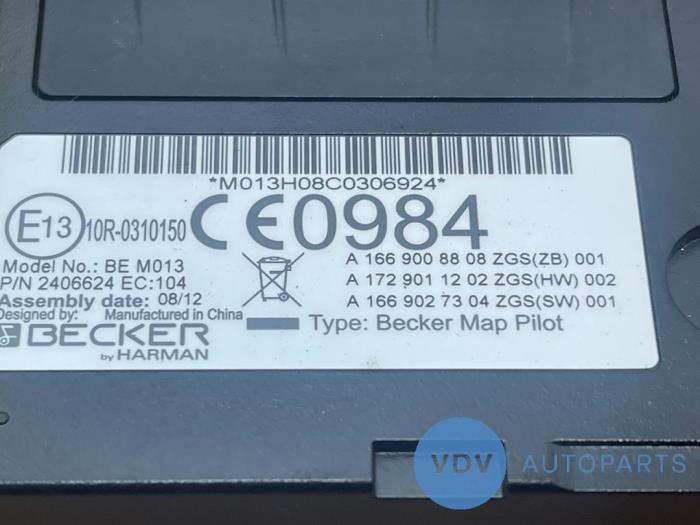 *M013H08C0306924*
E13 10R-0310150 CE0984
Model No.: BE M013
P/N 2406624 EC:104
Assembly date: 08/12
Designed by: Manufactured in China
BECKER
by HARMAN
A 166 900 88 08 ZGS(ZB) 001
A 172 901 12 02 ZGS(HW) 002
A 166 902 73 04 ZGS(SW) 001
Type: Becker Map Pilot
VDV AUTOPARTS